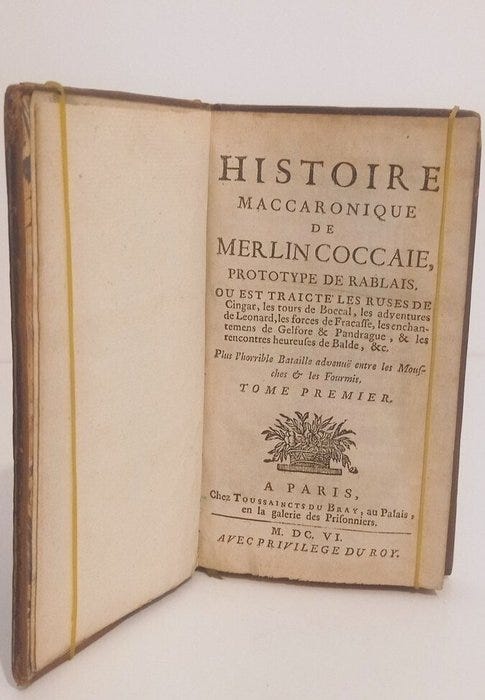 HISTOIRE
MACCARONIQUE
DE
MERLIN COCCAIE,
PROTOTYPE DE RABLAIS.
OU EST TRAICTÉ LES RUSES DE
Cingar, les tours de Boccal, les adventures
de Leonard, les forces de Fracasse, les enchan-
temens de Gelfore & Pandrague, & les
rencontres heureuses de Balde, &c.
Plus l'horrible Bataille advenuë entre les Mous-
ches & les Fourmis.
TOME PREMIER.
A PARIS,
Chez TOUSSAINCTS DU BRAY, au Palais,
en la galerie des Prisonniers.
M. DC. VI.
AVEC PRIVILEGE DU ROY.